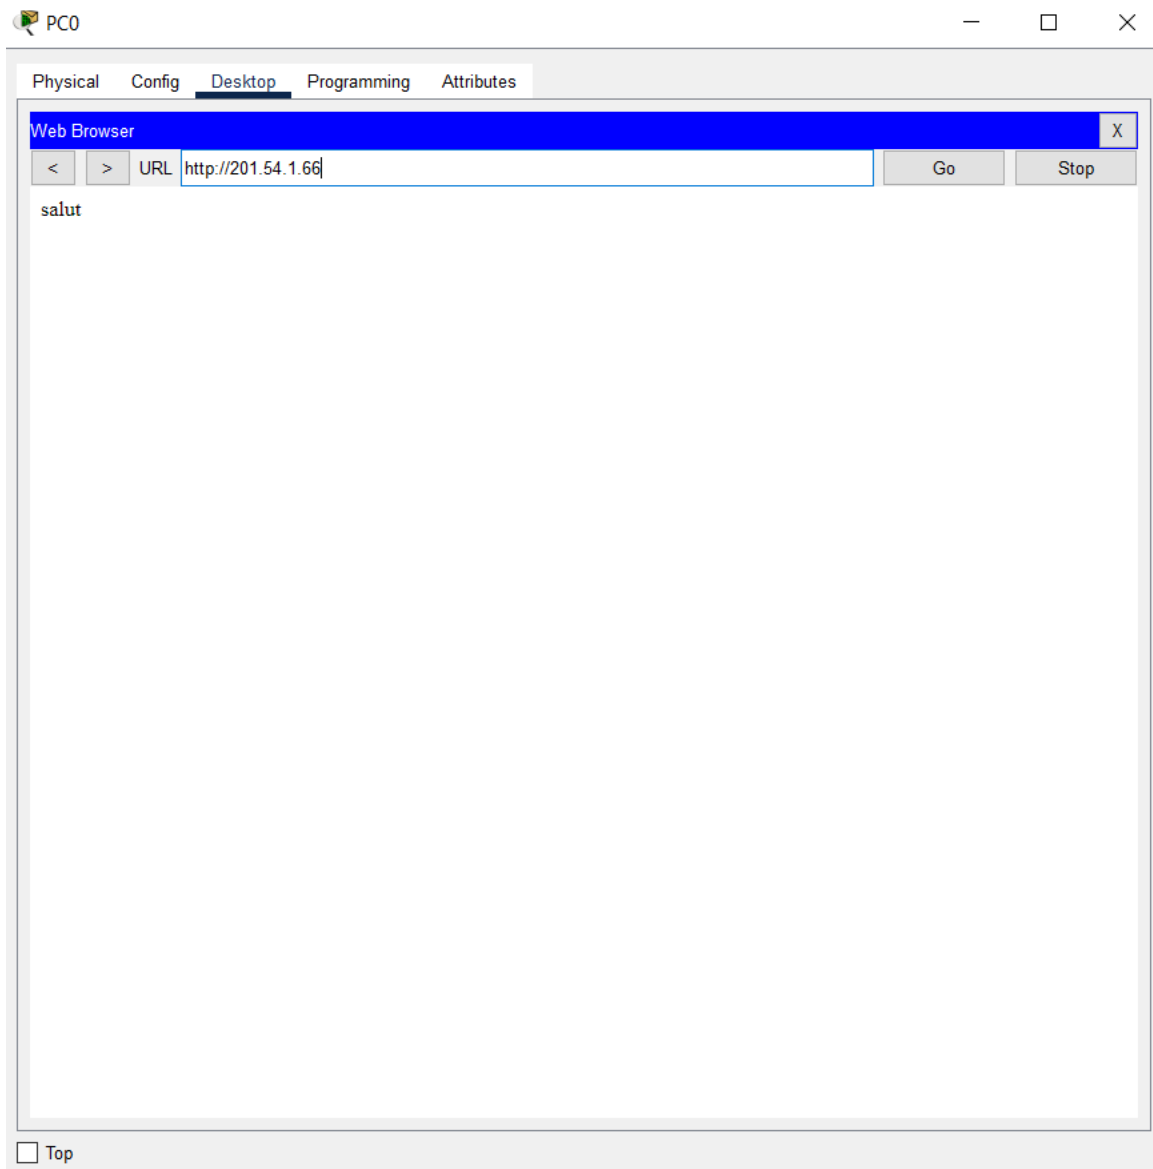 PC0
Physical Config Desktop Programming Attributes
Web Browser X
< > URL http://201.54.1.66 Go Stop
salut
Top